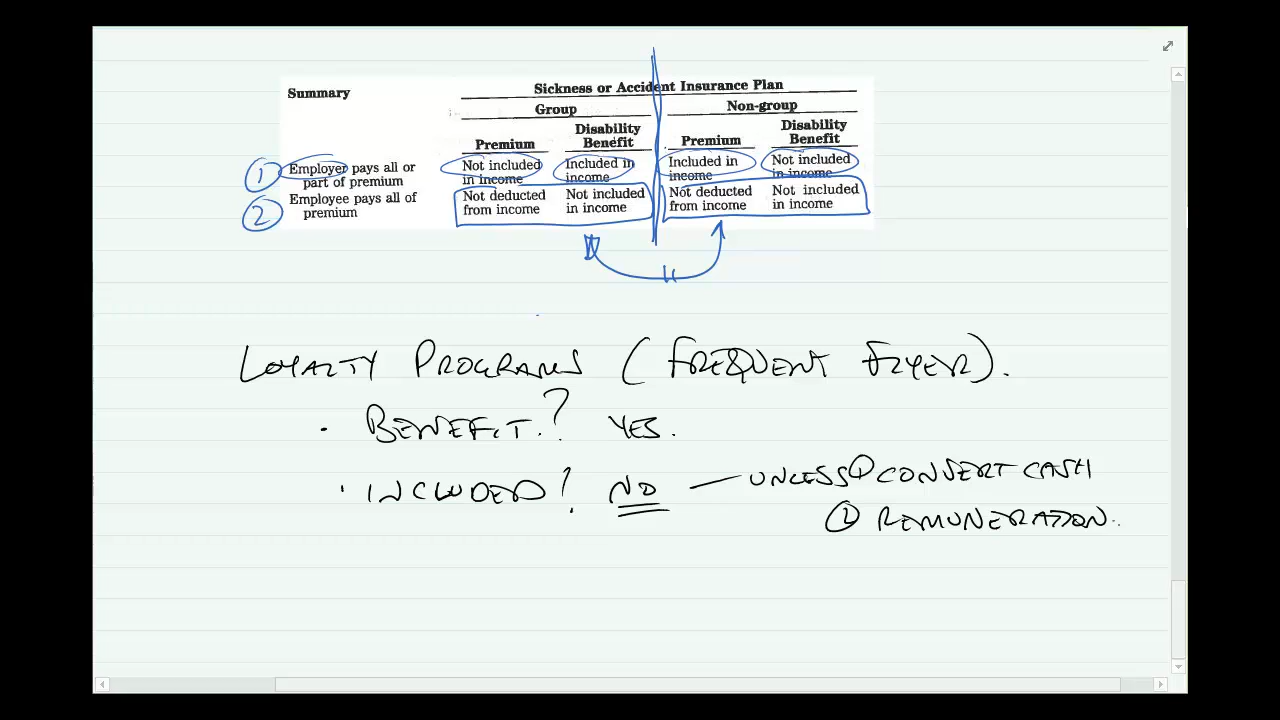 Sickness or Accident Insurance Plan
Summary
Group Non-group
Disability Disability
Premium Benefit Premium Benefit
① Employer pays all or Not included Included in Included in Not included
part of premium in income income income in income
② Employee pays all of Not deducted Not included Not deducted Not included
premium from income in income from income in income
LOYALTY PROGRAMS (FREQUENT FLYER).
· BENEFIT? YES.
· INCLUDED? NO — UNLESS ① CONVERT CASH
② REMUNERATION.